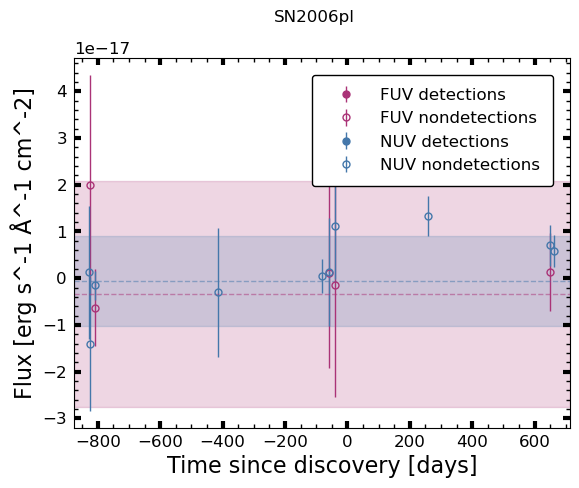 SN2006pl
1e−17
Flux [erg s^-1 Å^-1 cm^-2]
4
3
2
1
0
−1
−2
−3
FUV detections
FUV nondetections
NUV detections
NUV nondetections
−800 −600 −400 −200 0 200 400 600
Time since discovery [days]